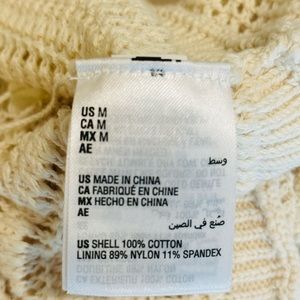 US M
CA M
MX M
AE
وسط
US MADE IN CHINA
CA FABRIQUÉ EN CHINE
MX HECHO EN CHINA
AE
صنع في الصين
US SHELL 100% COTTON
LINING 89% NYLON 11% SPANDEX